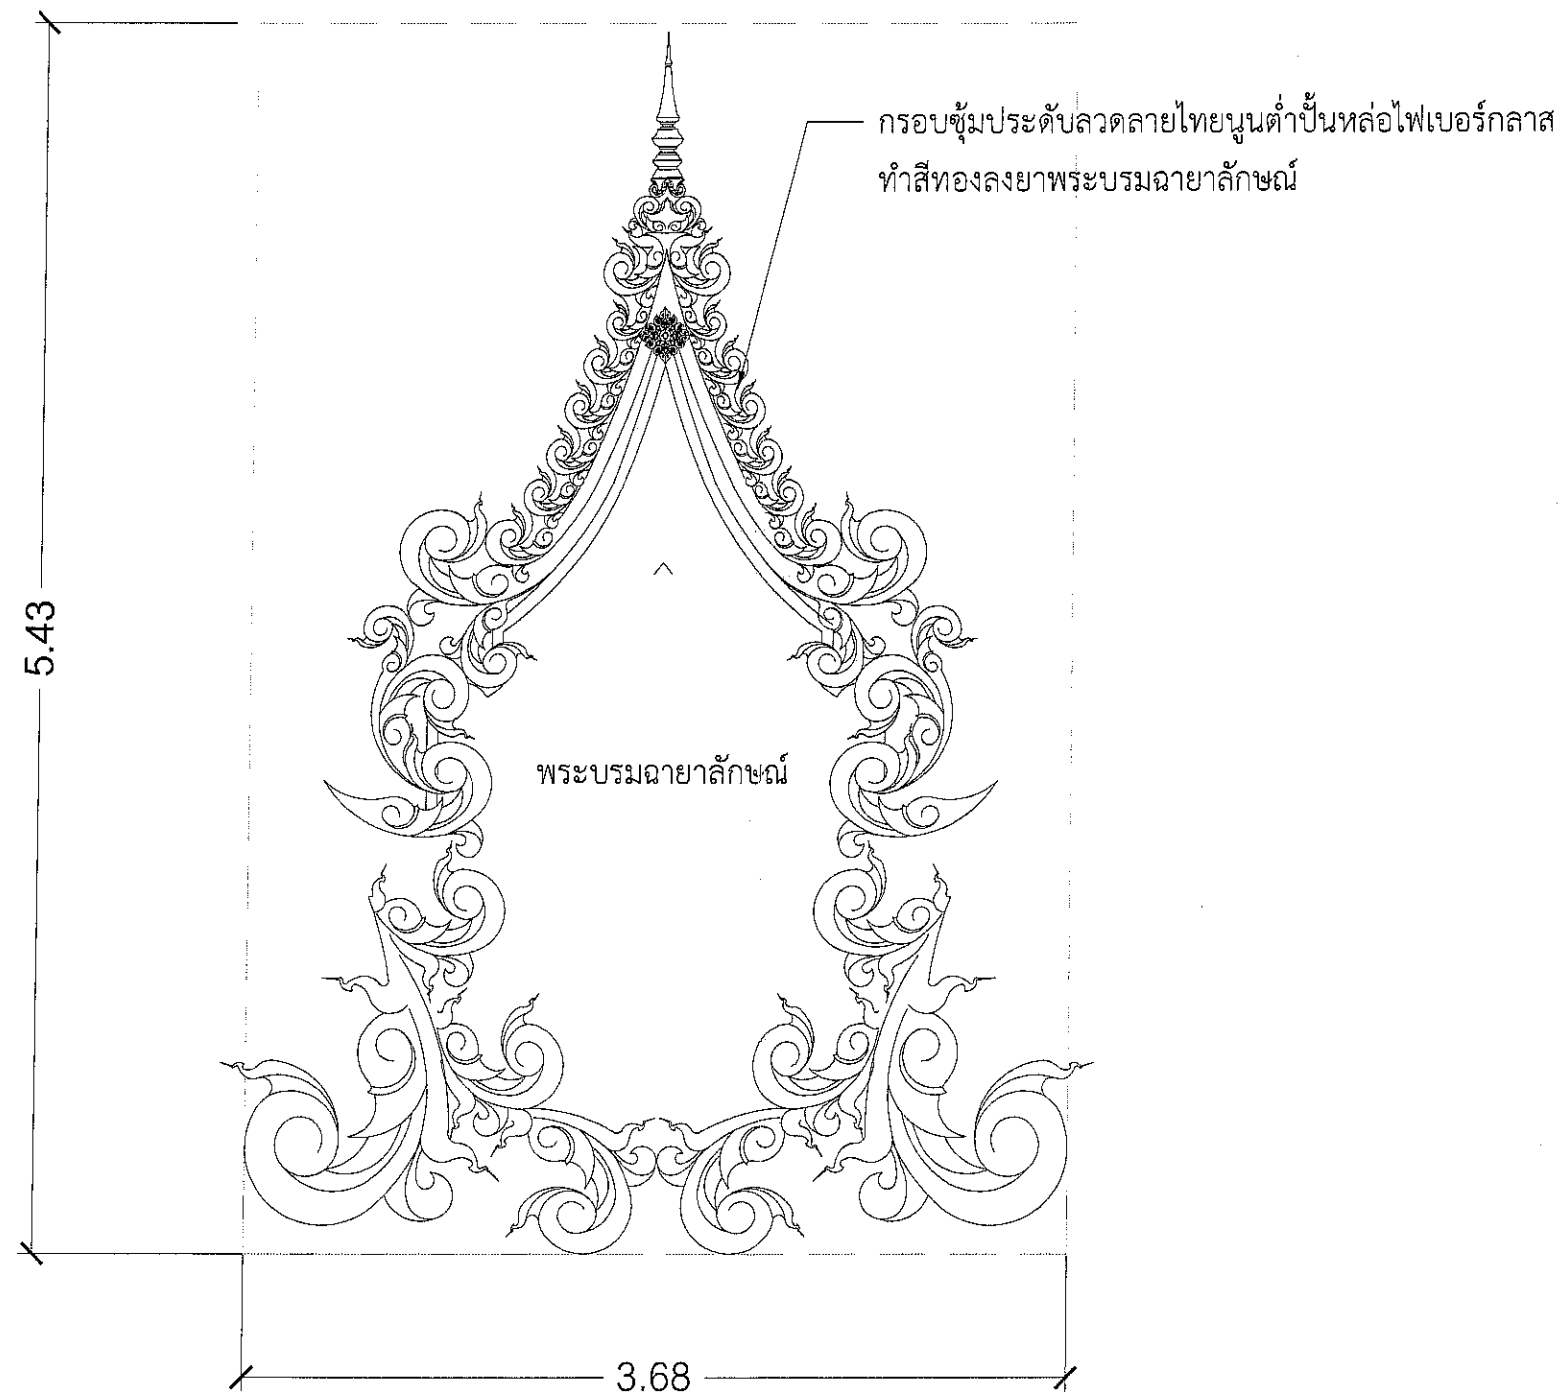 กรอบซุ้มประดับลวดลายไทยนูนต่ำปั้นหล่อไฟเบอร์กลาส
ทำสีทองลงยาพระบรมฉายาลักษณ์
5.43
พระบรมฉายาลักษณ์
3.68